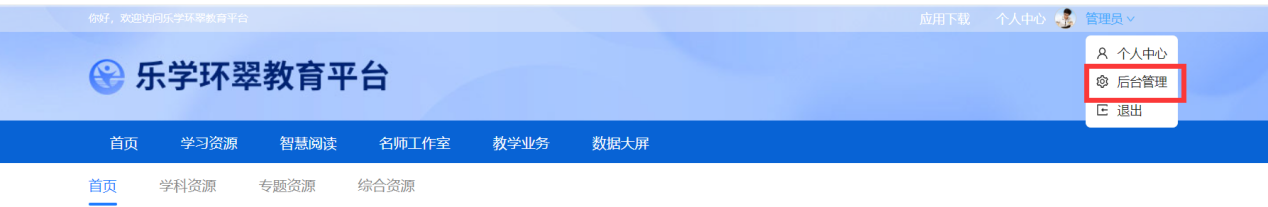 你好，欢迎访问乐学环翠教育平台
应用下载 个人中心 管理员
个人中心
后台管理
退出
乐学环翠教育平台
首页 学习资源 智慧阅读 名师工作室 教学业务 数据大屏
首页 学科资源 专题资源 综合资源